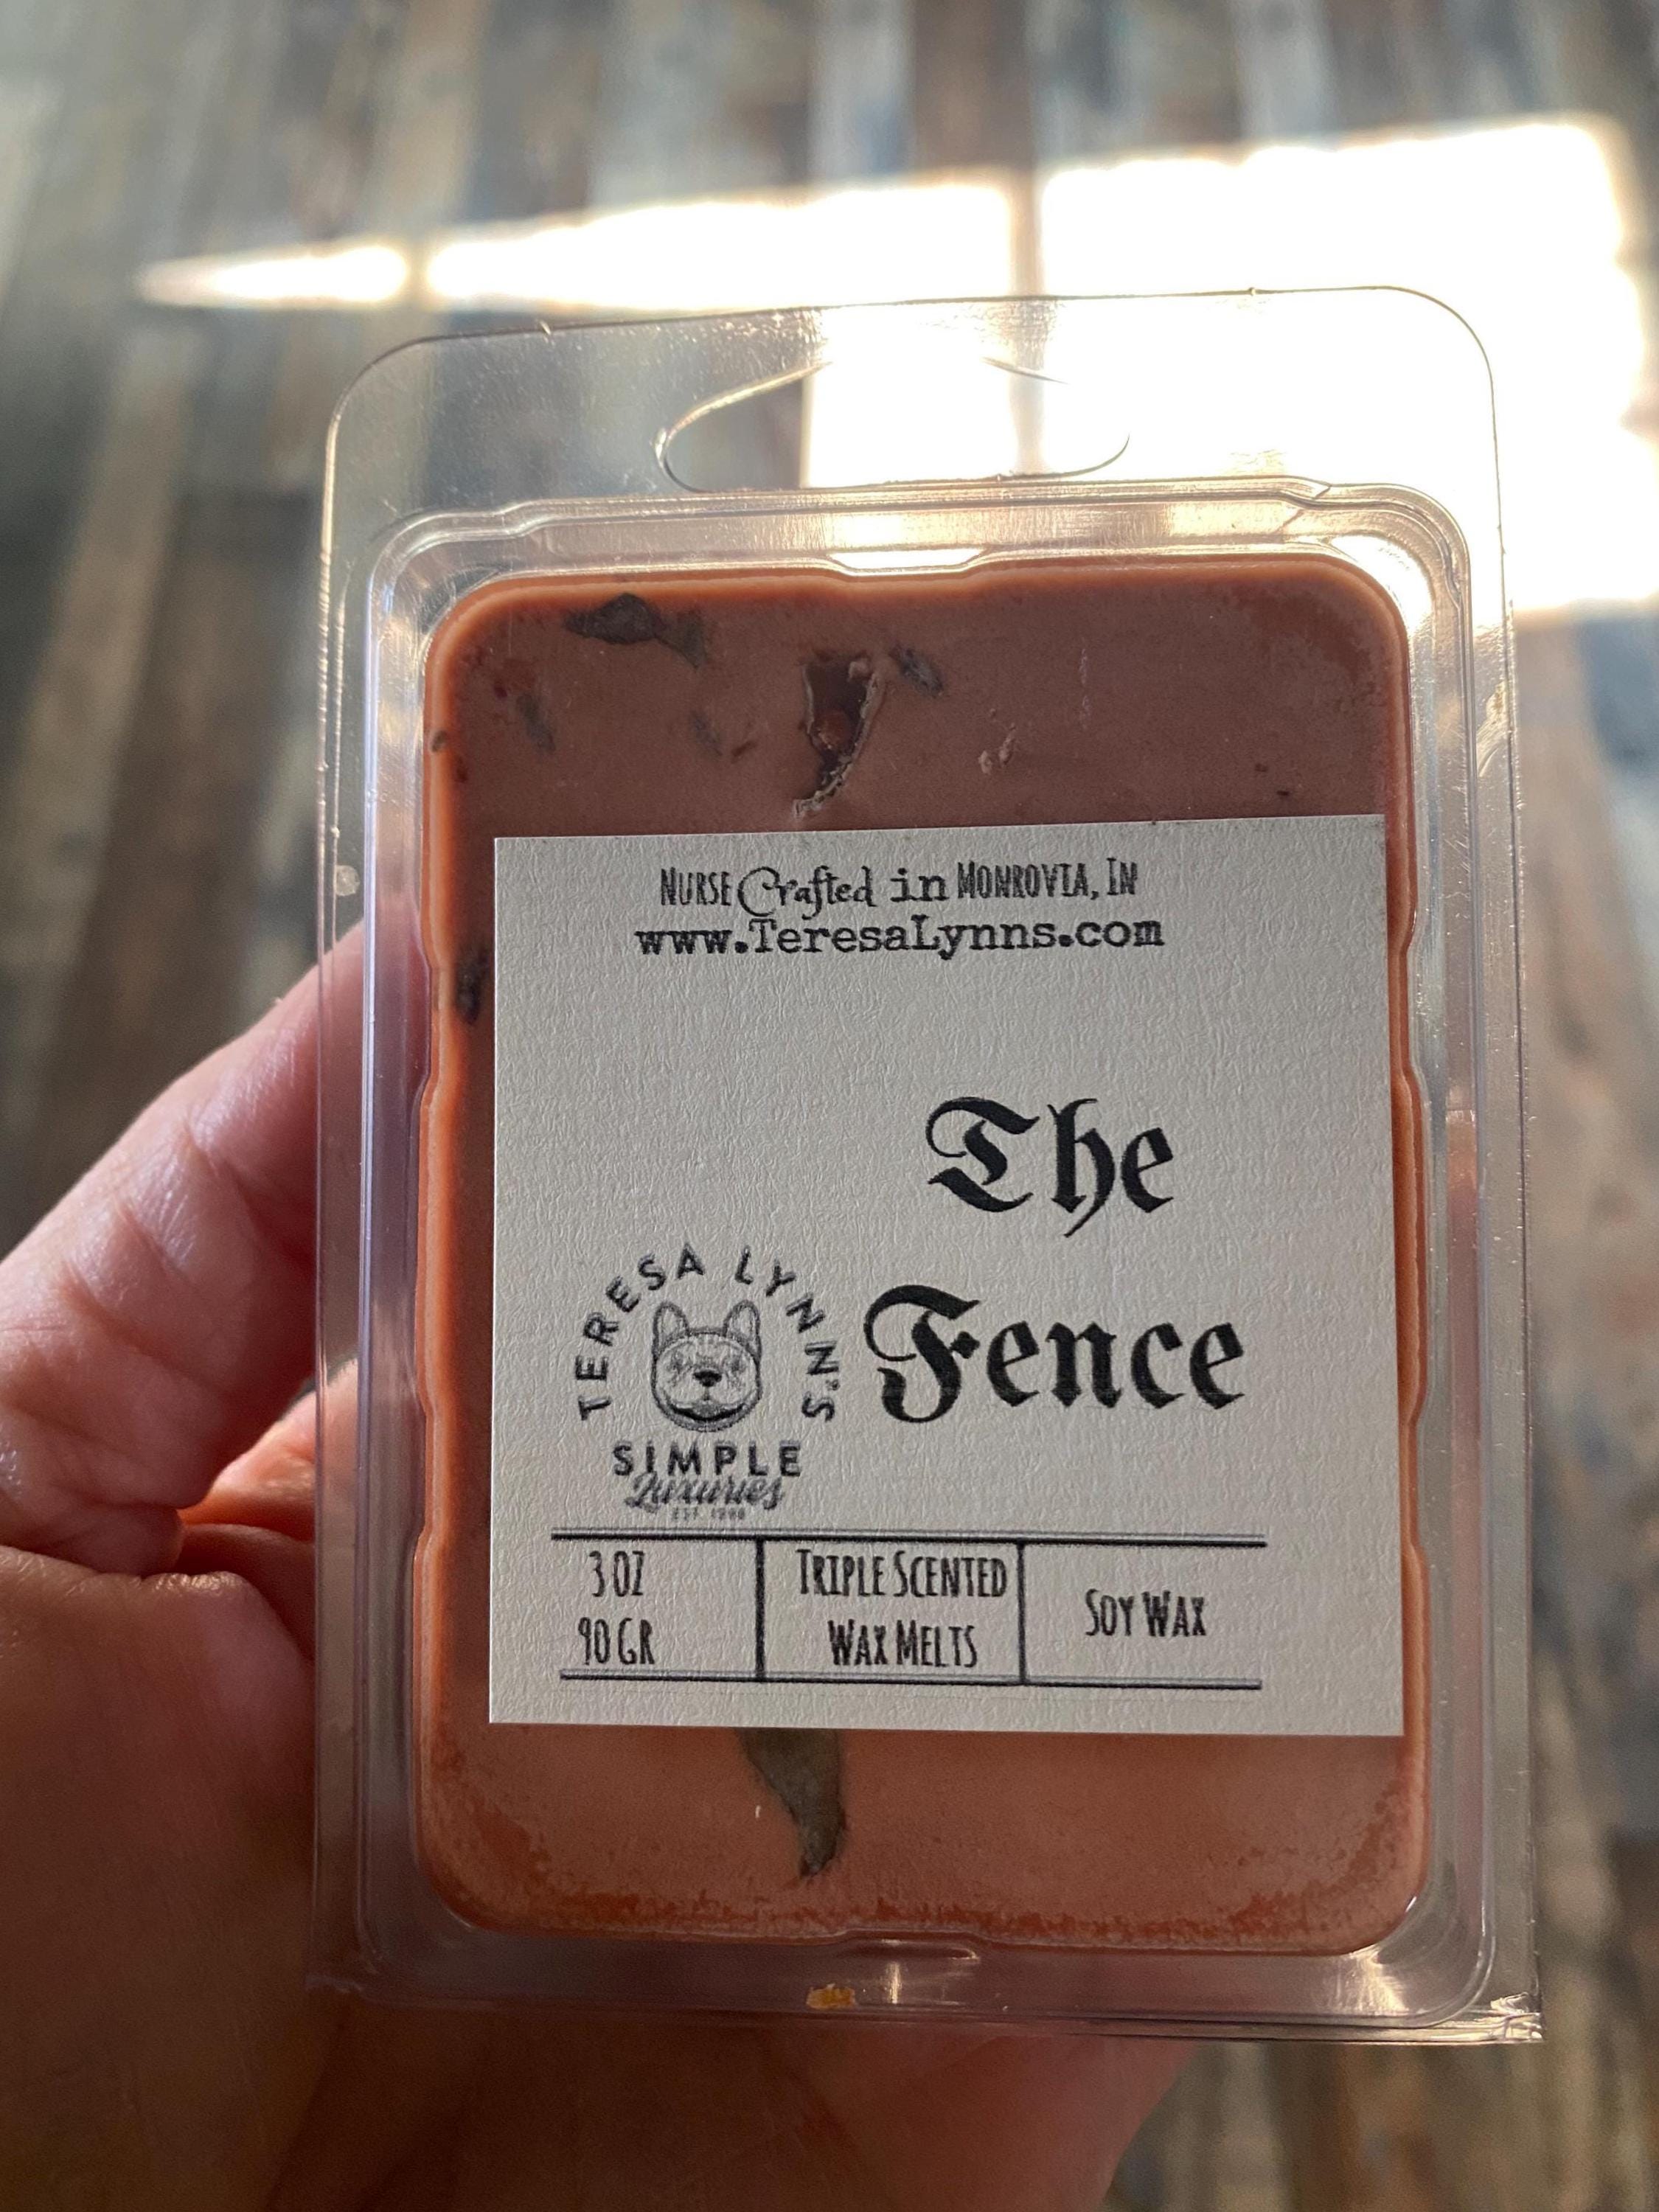 Nurse Crafted in Monrovia, In
www.TeresaLynns.com
The
Fence
TERESA LYNN'S
SIMPLE
Luxuries
3 OZ
90 GR
Triple Scented
Wax Melts
Soy Wax